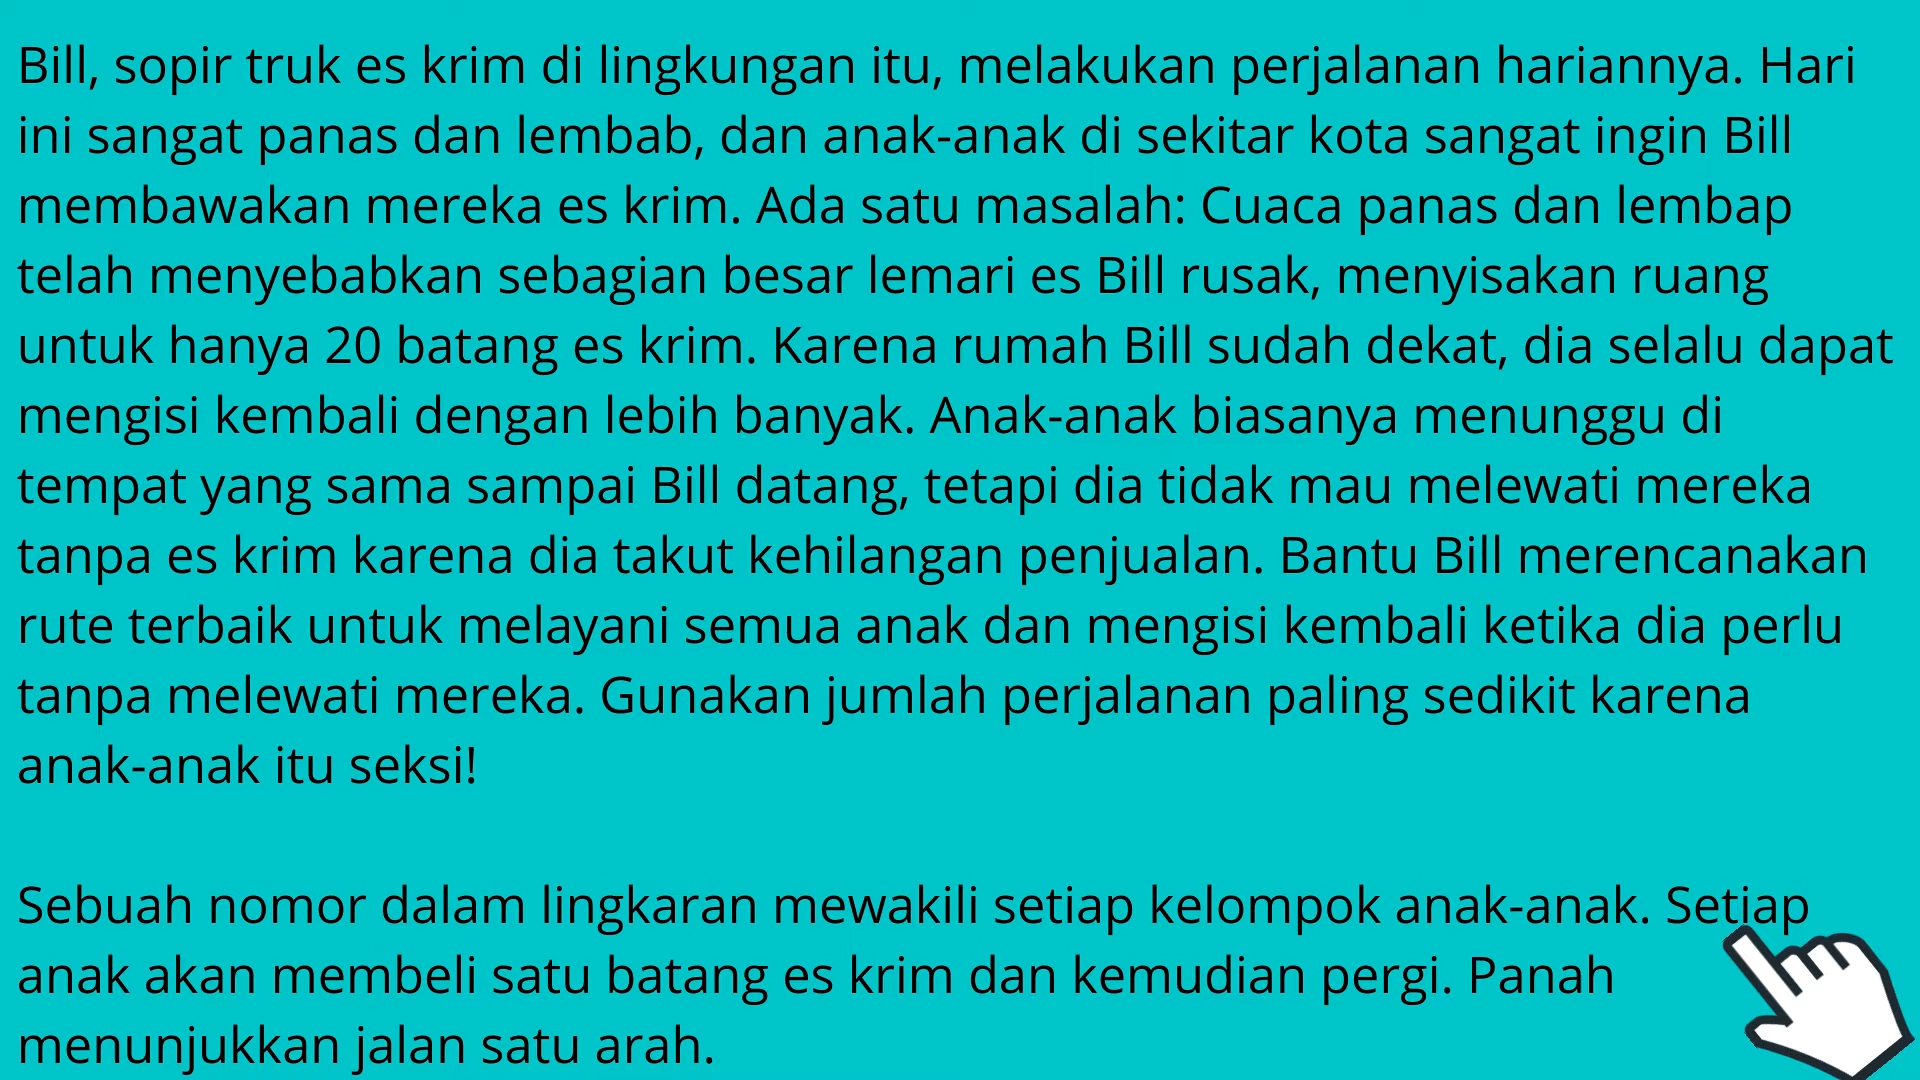 Bill, sopir truk es krim di lingkungan itu, melakukan perjalanan hariannya. Hari
ini sangat panas dan lembab, dan anak-anak di sekitar kota sangat ingin Bill
membawakan mereka es krim. Ada satu masalah: Cuaca panas dan lembap
telah menyebabkan sebagian besar lemari es Bill rusak, menyisakan ruang
untuk hanya 20 batang es krim. Karena rumah Bill sudah dekat, dia selalu dapat
mengisi kembali dengan lebih banyak. Anak-anak biasanya menunggu di
tempat yang sama sampai Bill datang, tetapi dia tidak mau melewati mereka
tanpa es krim karena dia takut kehilangan penjualan. Bantu Bill merencanakan
rute terbaik untuk melayani semua anak dan mengisi kembali ketika dia perlu
tanpa melewati mereka. Gunakan jumlah perjalanan paling sedikit karena
anak-anak itu seksi!
Sebuah nomor dalam lingkaran mewakili setiap kelompok anak-anak. Setiap
anak akan membeli satu batang es krim dan kemudian pergi. Panah
menunjukkan jalan satu arah.